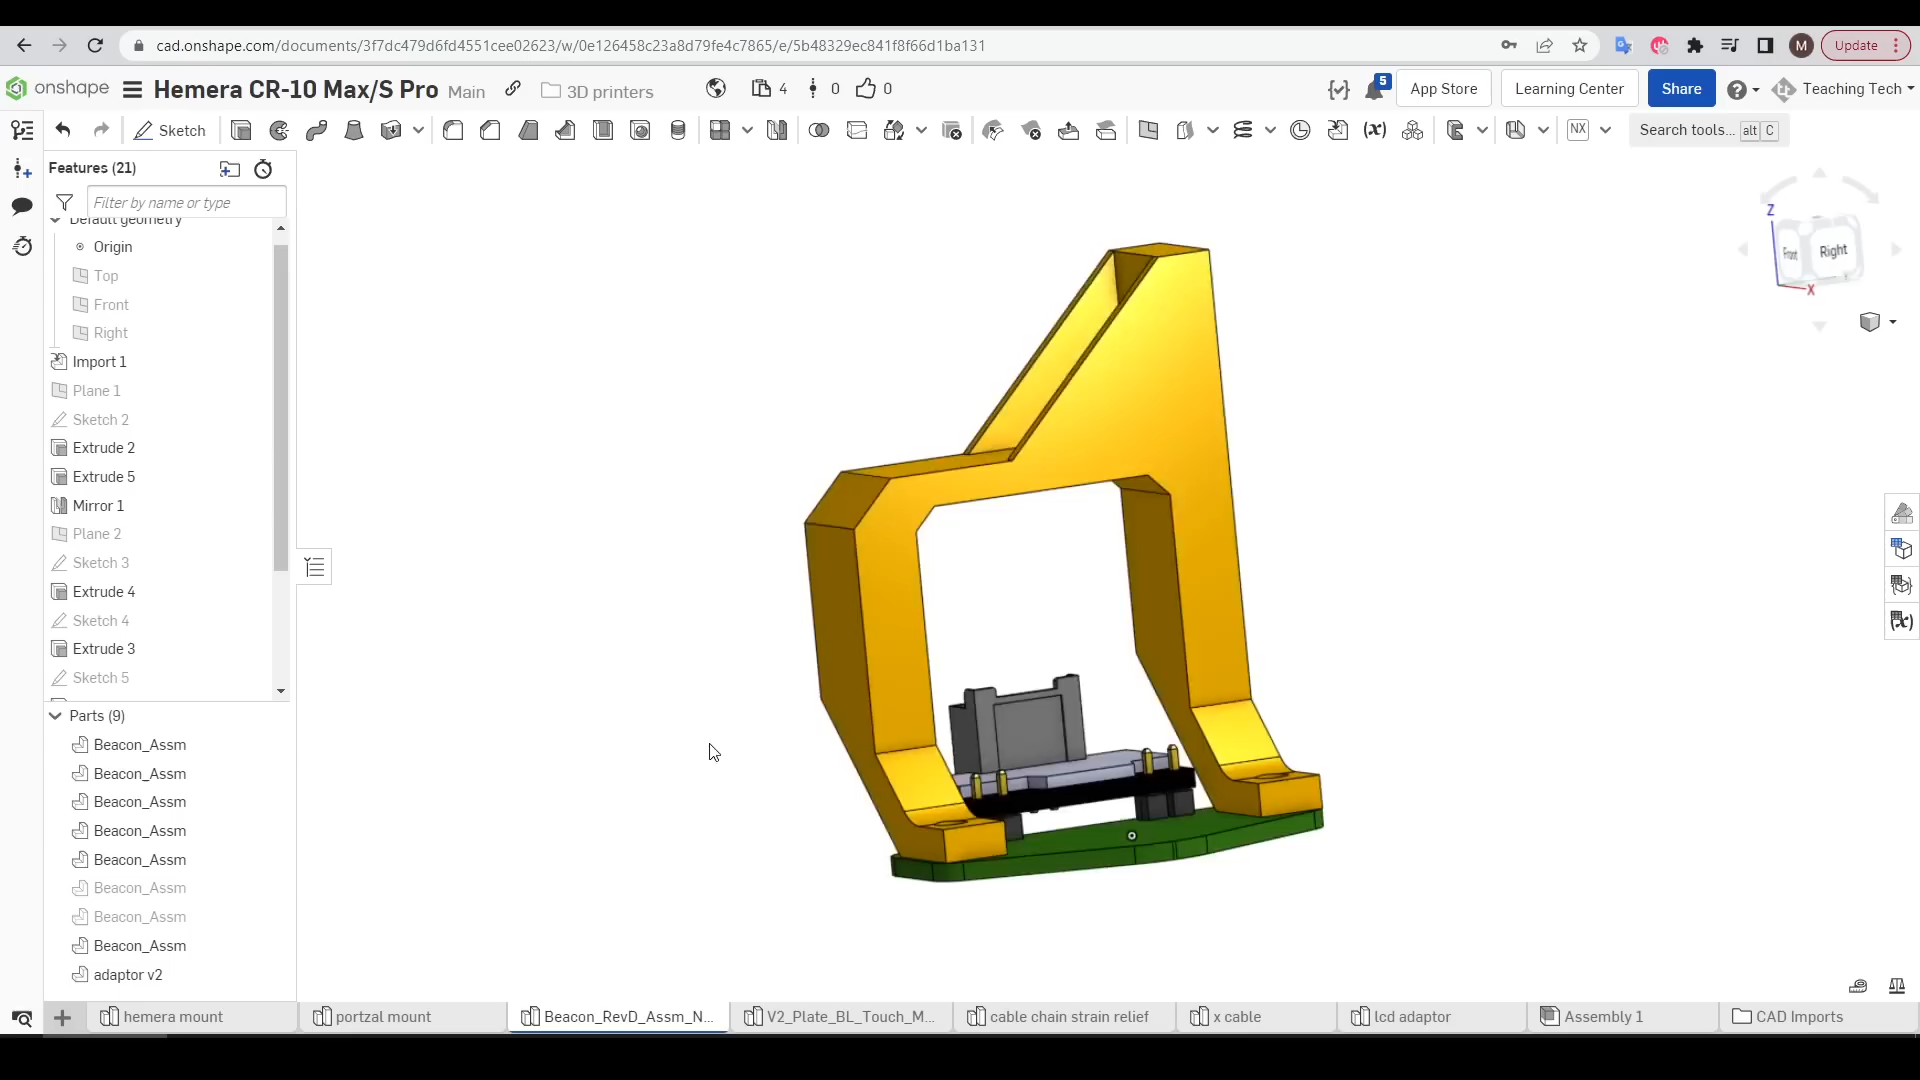 cad.onshape.com/documents/3f7dc479d6fd4551cee02623/w/0e126458c23a8d79fe4c7865/e/5b48329ec841f8f66d1ba131
M
Update
onshape
Hemera CR-10 Max/S Pro Main
3D printers
4
0
0
5
App Store
Learning Center
Share
Teaching Tech
Sketch
NX
Search tools... alt C
Features (21)
Filter by name or type
Default geometry
Origin
Top
Front
Right
Import 1
Plane 1
Sketch 2
Extrude 2
Extrude 5
Mirror 1
Plane 2
Sketch 3
Extrude 4
Sketch 4
Extrude 3
Sketch 5
Parts (9)
Beacon_Assm
Beacon_Assm
Beacon_Assm
Beacon_Assm
Beacon_Assm
Beacon_Assm
Beacon_Assm
Beacon_Assm
adaptor v2
Z
Front
Right
X
hemera mount
portzal mount
Beacon_RevD_Assm_N...
V2_Plate_BL_Touch_M...
cable chain strain relief
x cable
lcd adaptor
Assembly 1
CAD Imports